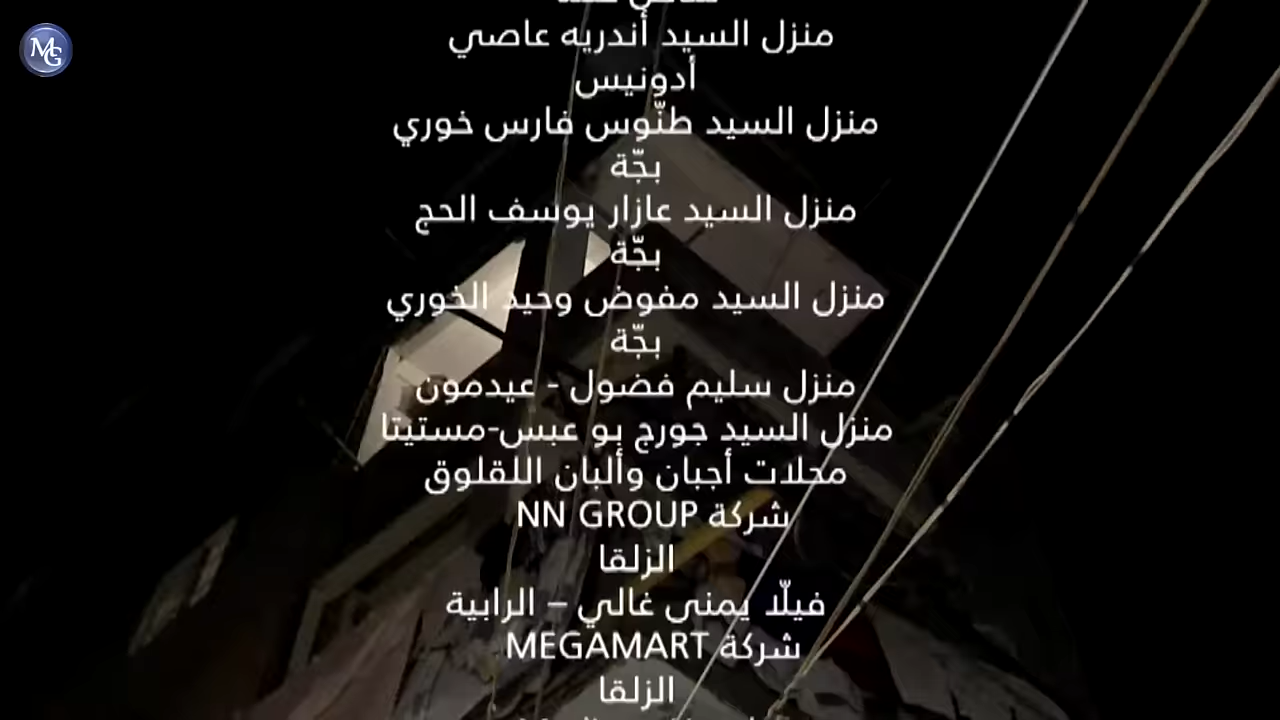 MG
منزل السيد أندريه عاصي
أدونيس
منزل السيد طنّوس فارس خوري
بجّة
منزل السيد عازار يوسف الحج
بجّة
منزل السيد مفوض وحيد الخوري
بجّة
منزل سليم فضول - عيدمون
منزل السيد جورج بو عبس-مستيتا
محلات أجبان وألبان اللقلوق
شركة NN GROUP
الزلقا
فيلّا يمنى غالي – الرابية
شركة MEGAMART
الزلقا